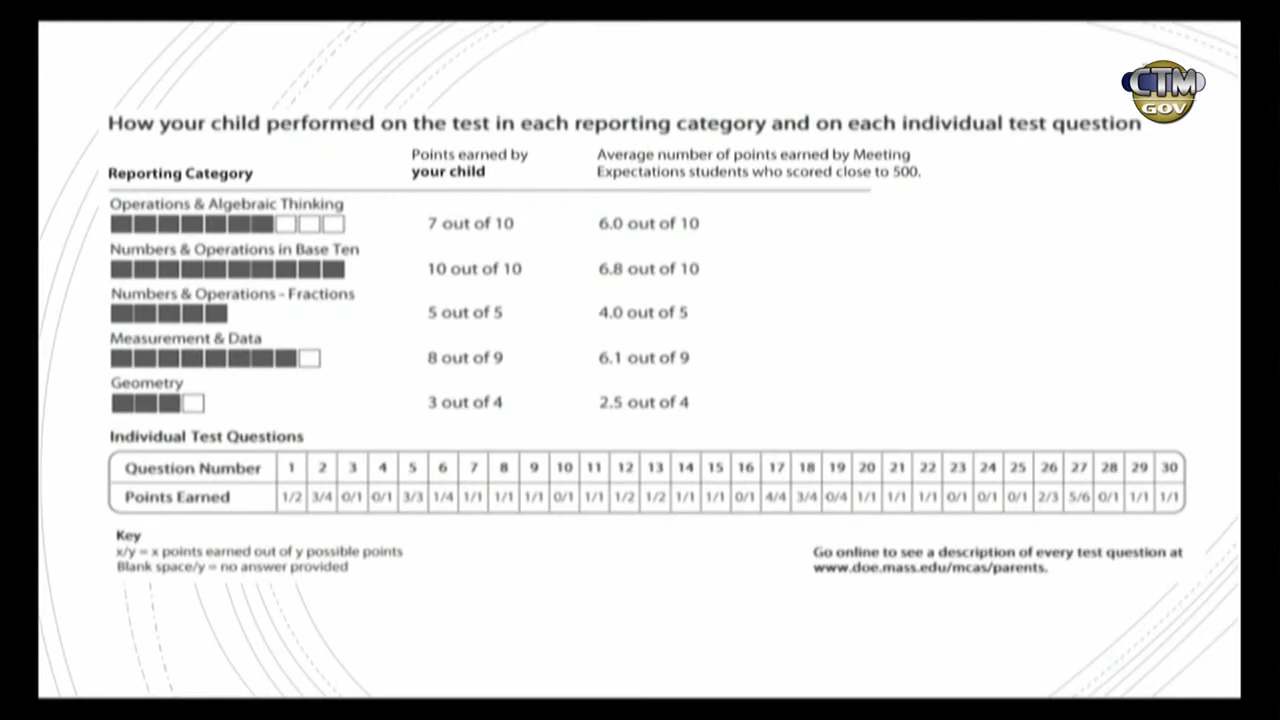 CTM
GOV
How your child performed on the test in each reporting category and on each individual test question
Reporting Category
Points earned by
your child
Average number of points earned by Meeting
Expectations students who scored close to 500.
Operations & Algebraic Thinking
7 out of 10
6.0 out of 10
Numbers & Operations in Base Ten
10 out of 10
6.8 out of 10
Numbers & Operations - Fractions
5 out of 5
4.0 out of 5
Measurement & Data
8 out of 9
6.1 out of 9
Geometry
3 out of 4
2.5 out of 4
Individual Test Questions
Question Number 1 2 3 4 5 6 7 8 9 10 11 12 13 14 15 16 17 18 19 20 21 22 23 24 25 26 27 28 29 30
Points Earned 1/2 3/4 0/1 0/1 3/3 1/4 1/1 1/1 1/1 0/1 1/1 1/2 1/2 1/1 1/1 0/1 4/4 3/4 0/4 1/1 1/1 1/1 0/1 0/1 0/1 2/3 5/6 0/1 1/1 1/1
Key
x/y = x points earned out of y possible points
Blank space/y = no answer provided
Go online to see a description of every test question at
www.doe.mass.edu/mcas/parents.